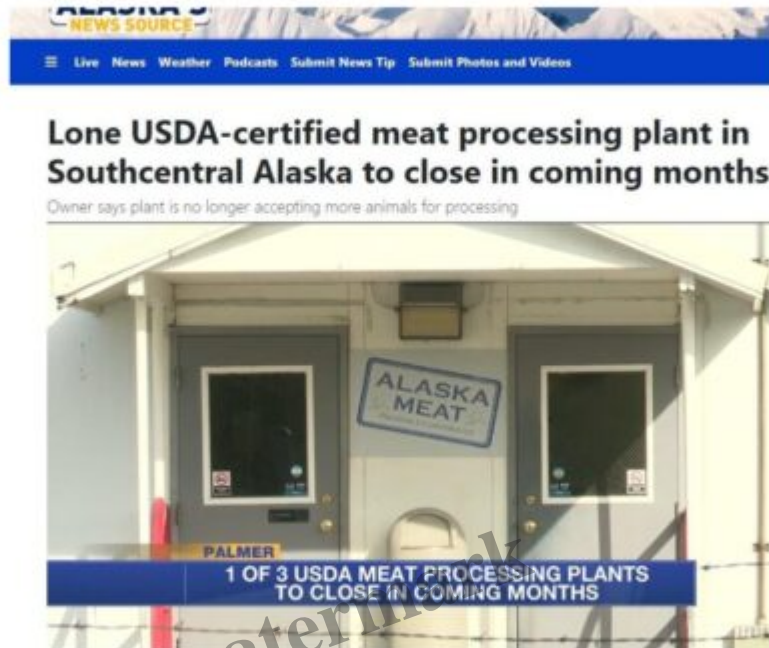 ALASKA'S
NEWS SOURCE
Live News Weather Podcasts Submit News Tip Submit Photos and Videos
Lone USDA-certified meat processing plant in
Southcentral Alaska to close in coming months
Owner says plant is no longer accepting more animals for processing
ALASKA
MEAT
PALMER
1 OF 3 USDA MEAT PROCESSING PLANTS
TO CLOSE IN COMING MONTHS